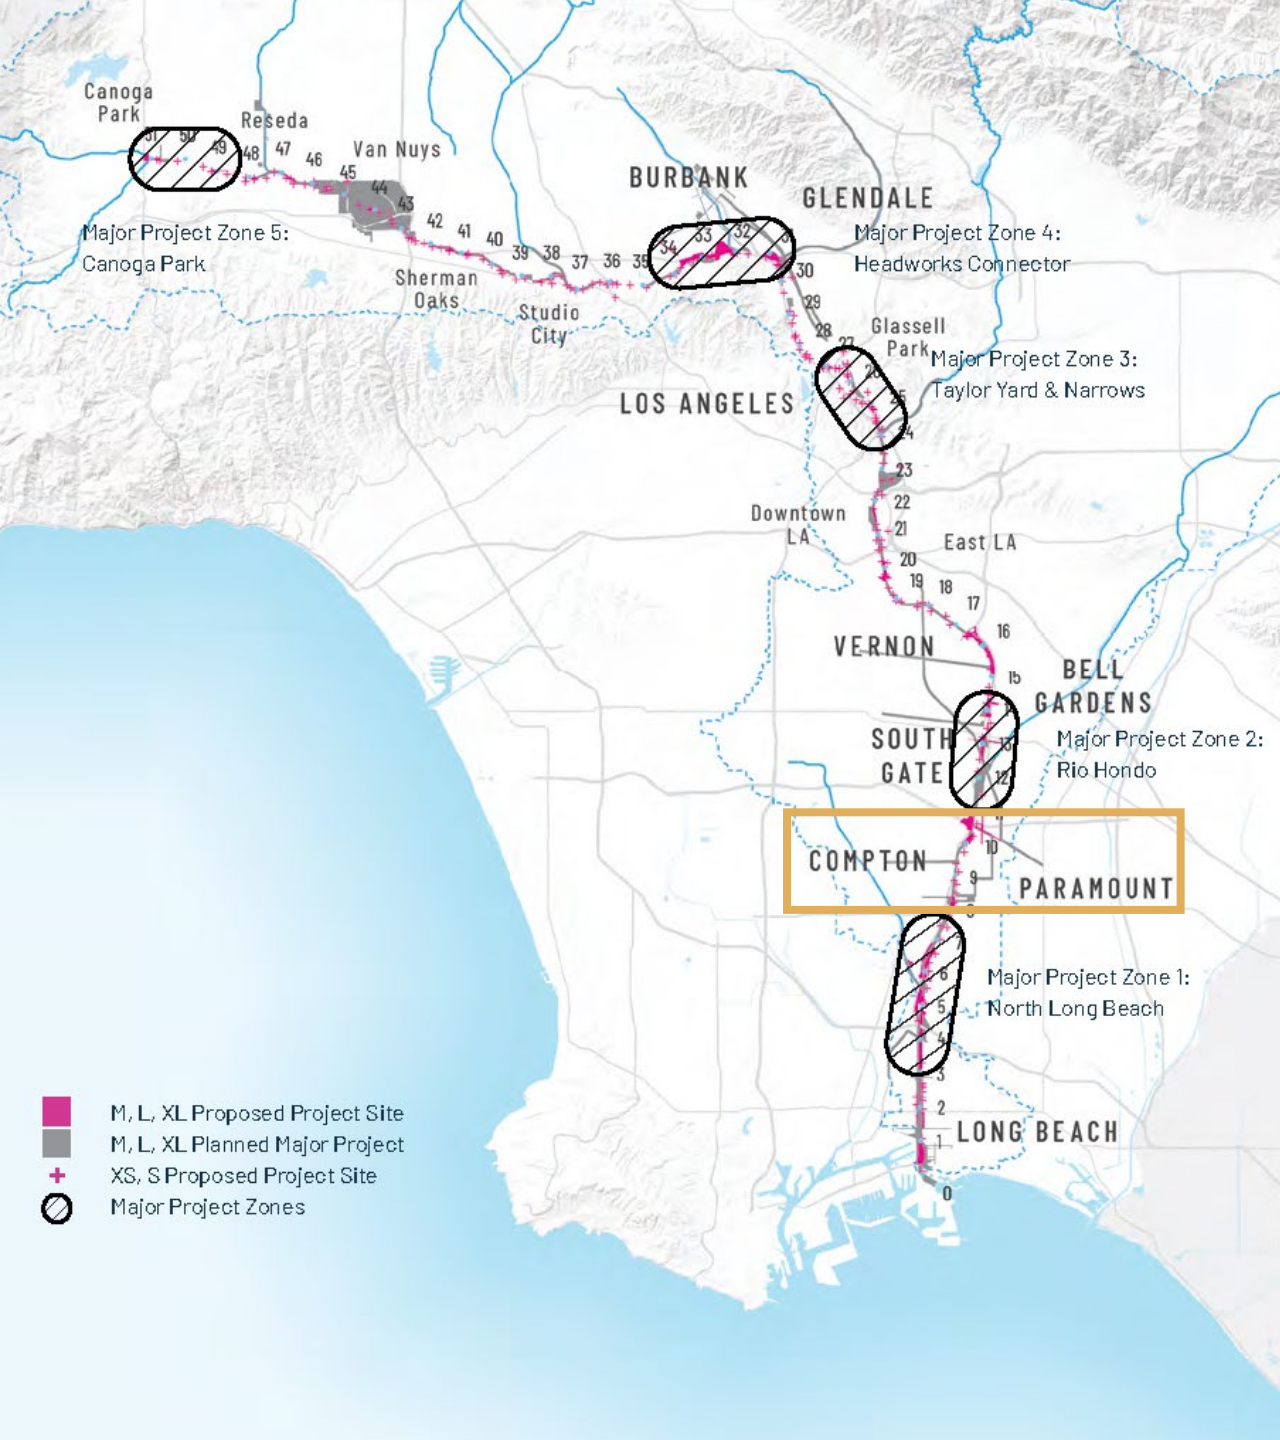 Canoga
Park
Reseda
Van Nuys
51
50
49
48
47
46
45
44
43
42
41
40
39
38
37
36
35
34
33
32
BURBANK
GLENDALE
Major Project Zone 5:
Canoga Park
Major Project Zone 4:
Headworks Connector
Sherman
Oaks
Studio
City
30
29
28
27
26
25
24
Glassell
Park
Major Project Zone 3:
Taylor Yard & Narrows
LOS ANGELES
23
22
21
20
19
18
17
16
15
Downtown
LA
East LA
VERNON
BELL
GARDENS
SOUTH
GATE
13
12
Major Project Zone 2:
Rio Hondo
COMPTON
10
9
8
PARAMOUNT
7
6
5
4
3
2
1
0
Major Project Zone 1:
North Long Beach
LONG BEACH
M, L, XL Proposed Project Site
M, L, XL Planned Major Project
XS, S Proposed Project Site
Major Project Zones